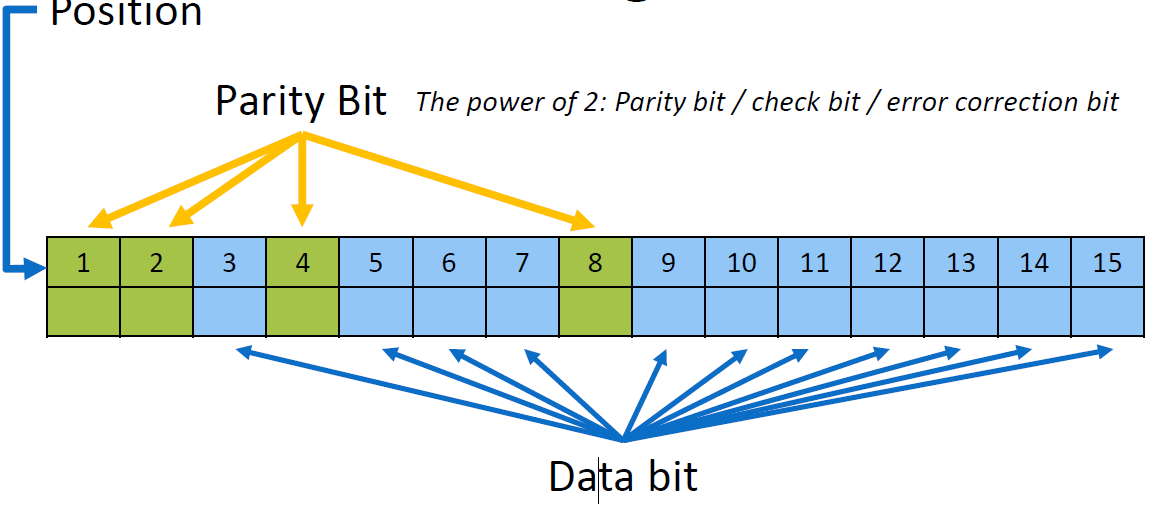 Position
Parity Bit The power of 2: Parity bit / check bit / error correction bit
1 2 3 4 5 6 7 8 9 10 11 12 13 14 15
Data bit